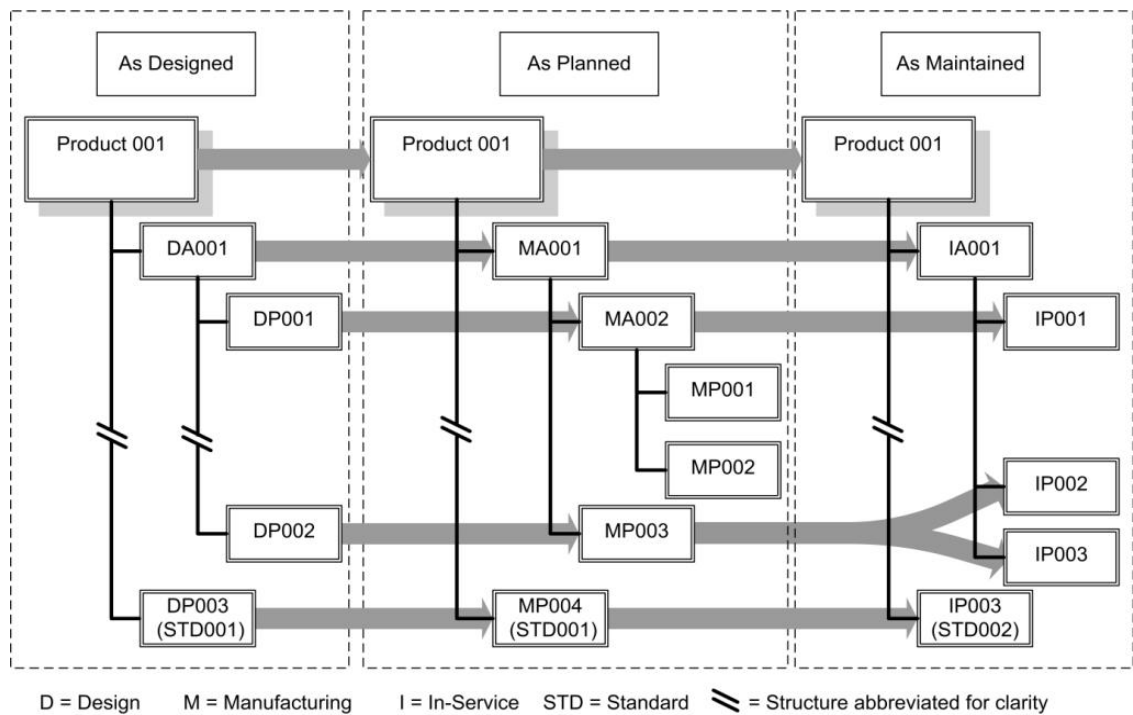 As Designed
As Planned
As Maintained
Product 001
Product 001
Product 001
DA001
MA001
IA001
DP001
MA002
IP001
MP001
MP002
IP002
DP002
MP003
IP003
DP003
(STD001)
MP004
(STD001)
IP003
(STD002)
D = Design M = Manufacturing I = In-Service STD = Standard = Structure abbreviated for clarity